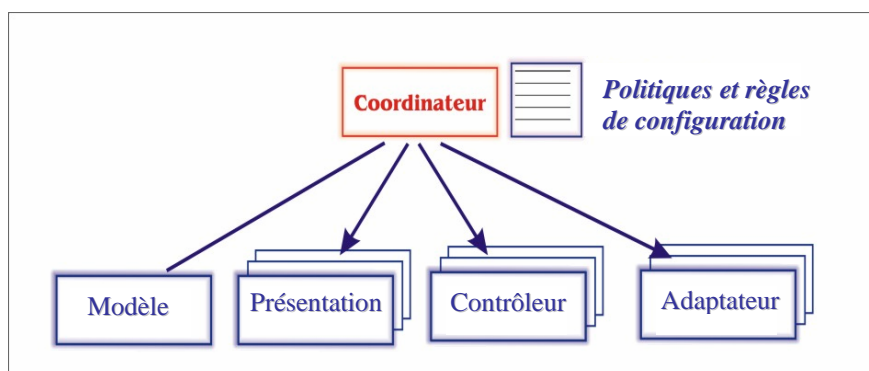 Coordinateur
Politiques et règles
de configuration
Modèle
Présentation
Contrôleur
Adaptateur